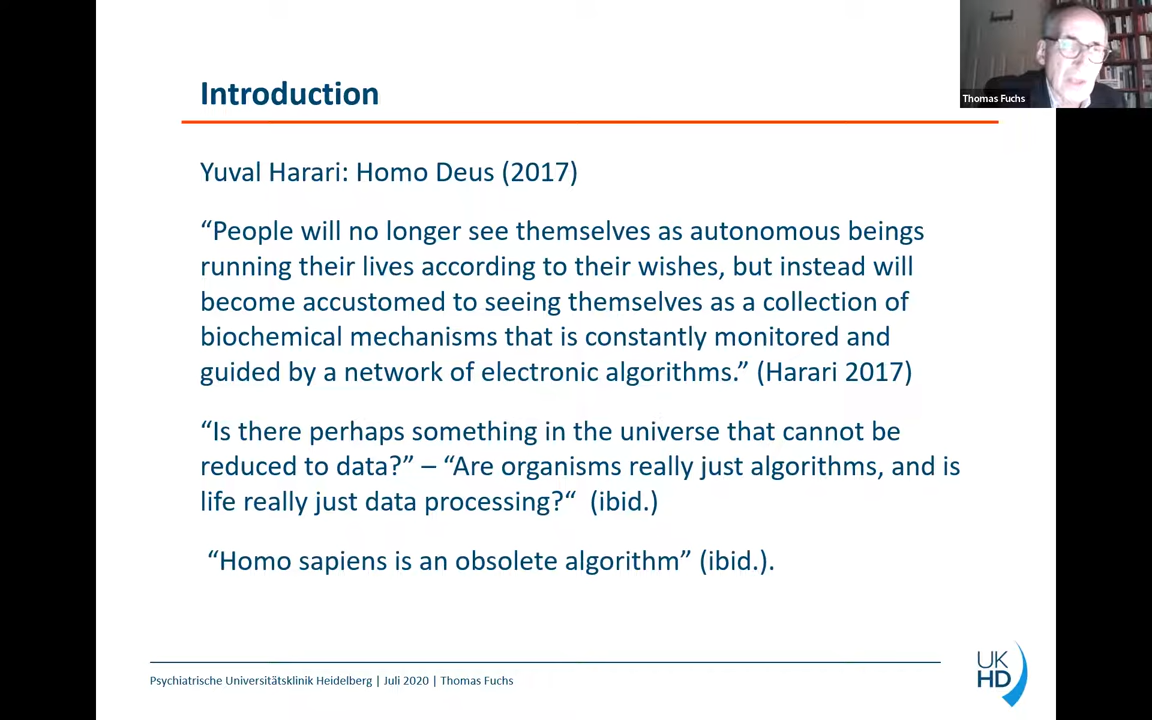 Thomas Fuchs
Introduction
Yuval Harari: Homo Deus (2017)
“People will no longer see themselves as autonomous beings
running their lives according to their wishes, but instead will
become accustomed to seeing themselves as a collection of
biochemical mechanisms that is constantly monitored and
guided by a network of electronic algorithms.” (Harari 2017)
“Is there perhaps something in the universe that cannot be
reduced to data?” – “Are organisms really just algorithms, and is
life really just data processing?“ (ibid.)
“Homo sapiens is an obsolete algorithm” (ibid.).
Psychiatrische Universitätsklinik Heidelberg | Juli 2020 | Thomas Fuchs
UK
HD